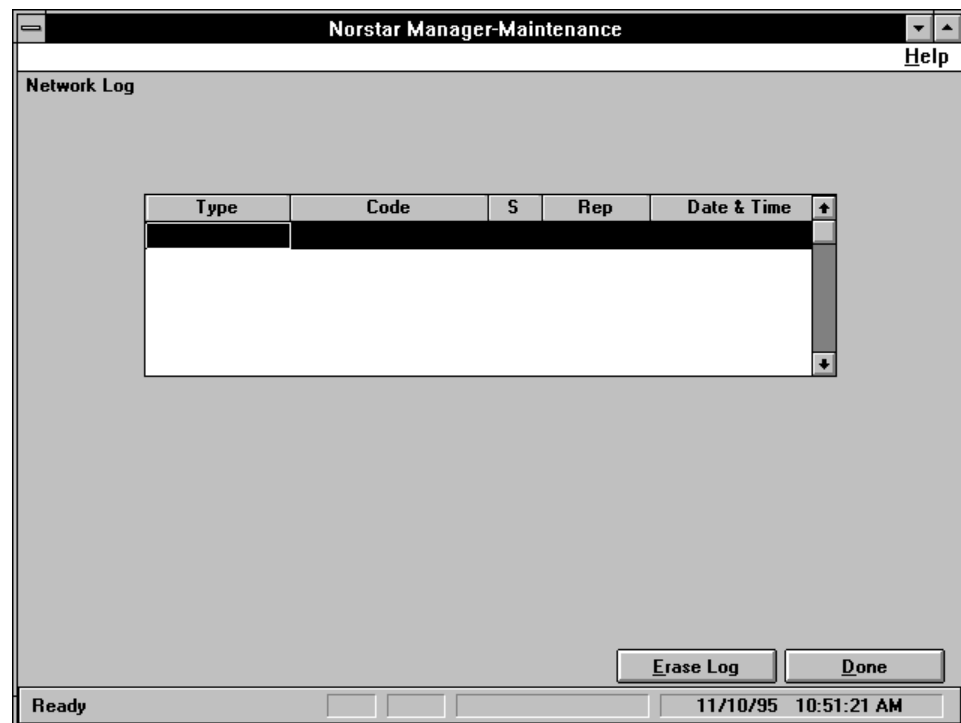 Norstar Manager-Maintenance
Help
Network Log
Type Code S Rep Date & Time
Erase Log Done
Ready 11/10/95 10:51:21 AM